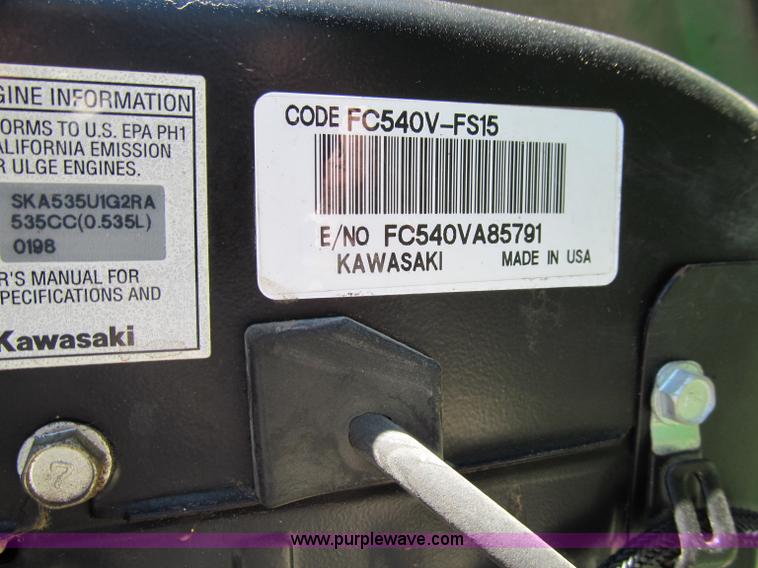 GINE INFORMATION
ORMS TO U.S. EPA PH1
ALIFORNIA EMISSION
R ULGE ENGINES.
SKA535U1G2RA
535CC(0.535L)
0198
R'S MANUAL FOR
PECIFICATIONS AND
Kawasaki
CODE FC540V-FS15
E/NO FC540VA85791
KAWASAKI MADE IN USA
7
www.purplewave.com